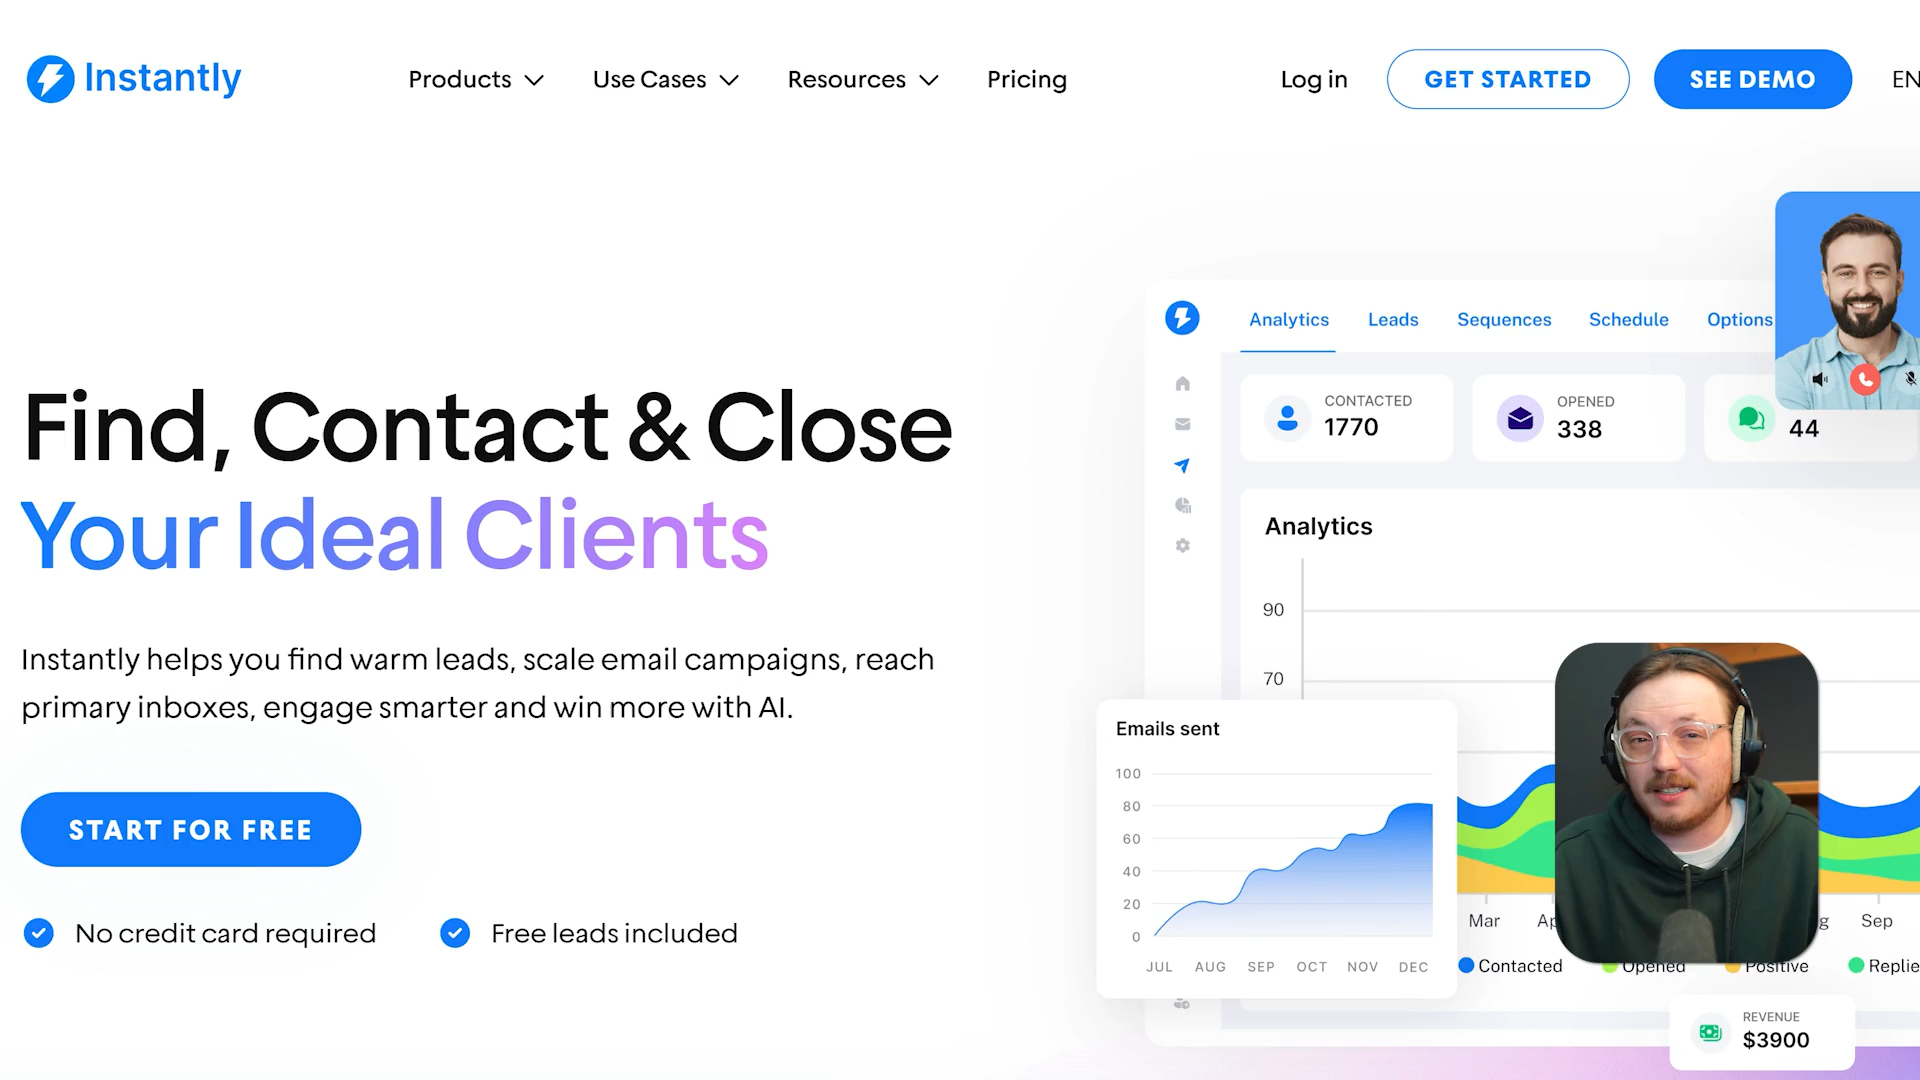 Instantly
Products
Use Cases
Resources
Pricing
Log in
GET STARTED
SEE DEMO
EN
Find, Contact & Close
Your Ideal Clients
Instantly helps you find warm leads, scale email campaigns, reach
primary inboxes, engage smarter and win more with AI.
START FOR FREE
No credit card required
Free leads included
Analytics
Leads
Sequences
Schedule
Options
CONTACTED
1770
OPENED
338
44
Analytics
90
70
Emails sent
100
80
60
40
20
0
JUL AUG SEP OCT NOV DEC
Mar
Sep
Contacted
Opened
Positive
REVENUE
$3900